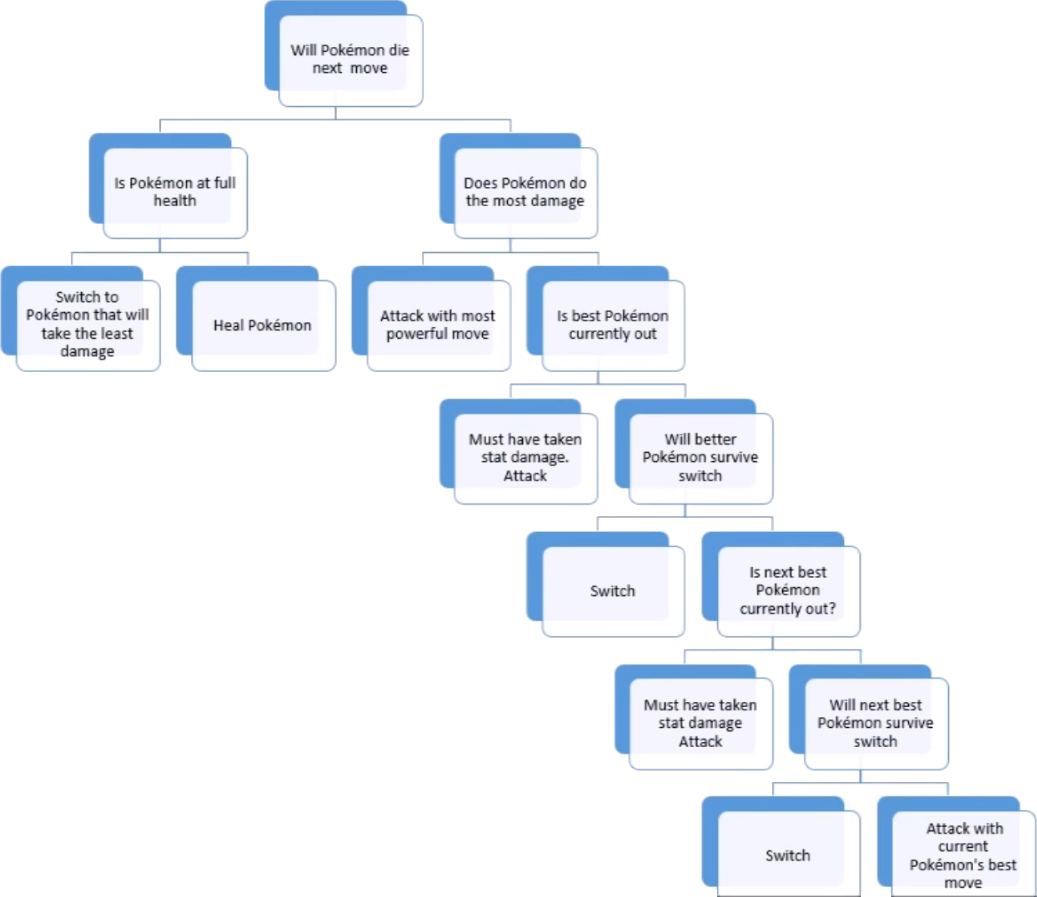 Will Pokémon die
next move
Is Pokémon at full
health
Does Pokémon do
the most damage
Switch to
Pokémon that will
take the least
damage
Heal Pokémon
Attack with most
powerful move
Is best Pokémon
currently out
Must have taken
stat damage.
Attack
Will better
Pokémon survive
switch
Switch
Is next best
Pokémon
currently out?
Must have taken
stat damage
Attack
Will next best
Pokémon survive
switch
Switch
Attack with
current
Pokémon's best
move